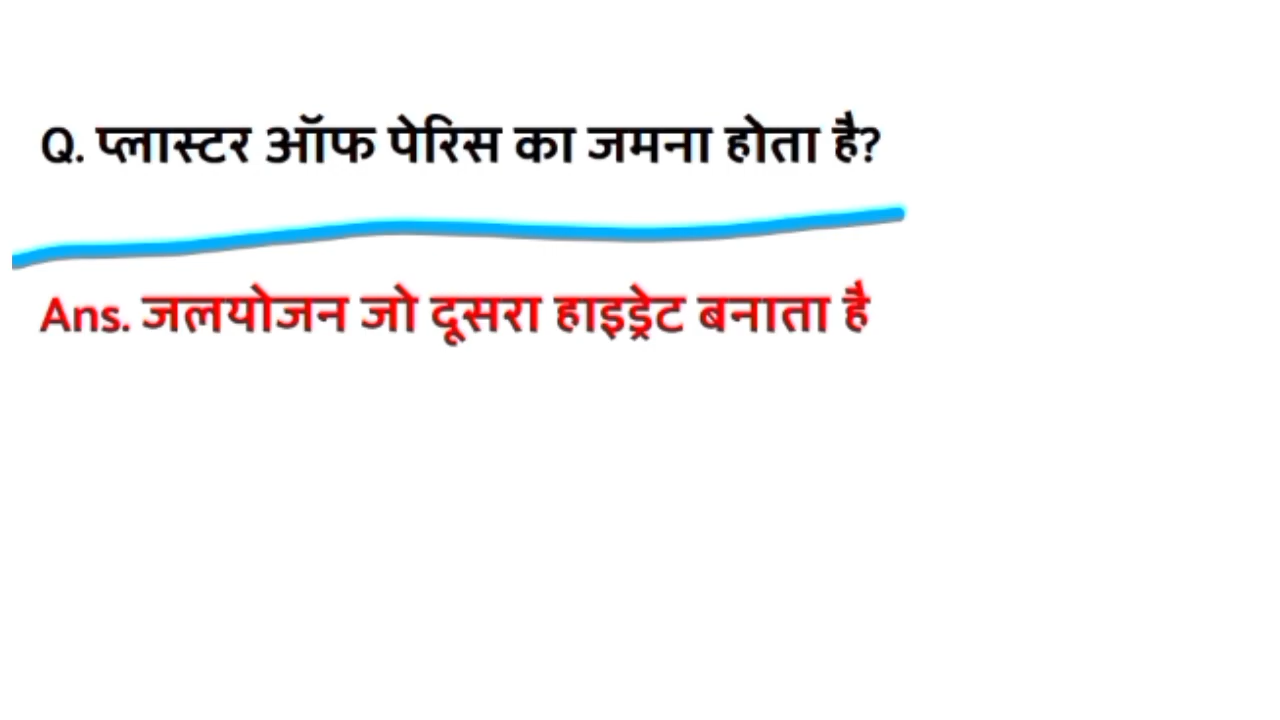 Q. प्लास्टर ऑफ पेरिस का जमना होता है?
Ans. जलयोजन जो दूसरा हाइड्रेट बनाता है